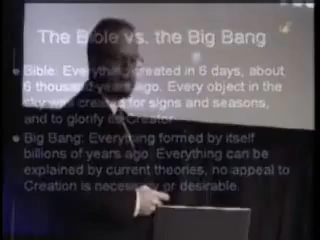 The Bible vs. the Big Bang
Bible: Everything created in 6 days, about
6 thousand years ago. Every object in the
sky was created for signs and seasons,
and to glorify its Creator.
Big Bang: Everything formed by itself
billions of years ago. Everything can be
explained by current theories, no appeal to
Creation is necessary or desirable.